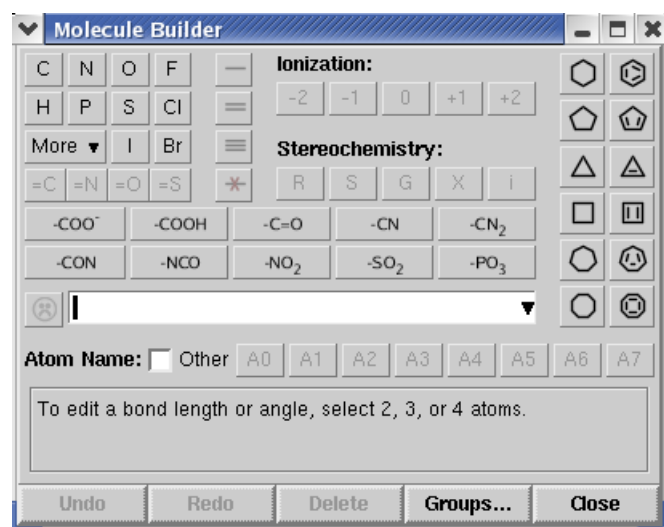 Molecule Builder
C N O F Ionization:
-2 -1 0 +1 +2
H P S Cl
More ▼ I Br Stereochemistry:
=C =N =O =S R S G X i
-COO⁻ -COOH -C=O -CN -CN₂
-CON -NCO -NO₂ -SO₂ -PO₃
Atom Name: Other A0 A1 A2 A3 A4 A5 A6 A7
To edit a bond length or angle, select 2, 3, or 4 atoms.
Undo Redo Delete Groups... Close